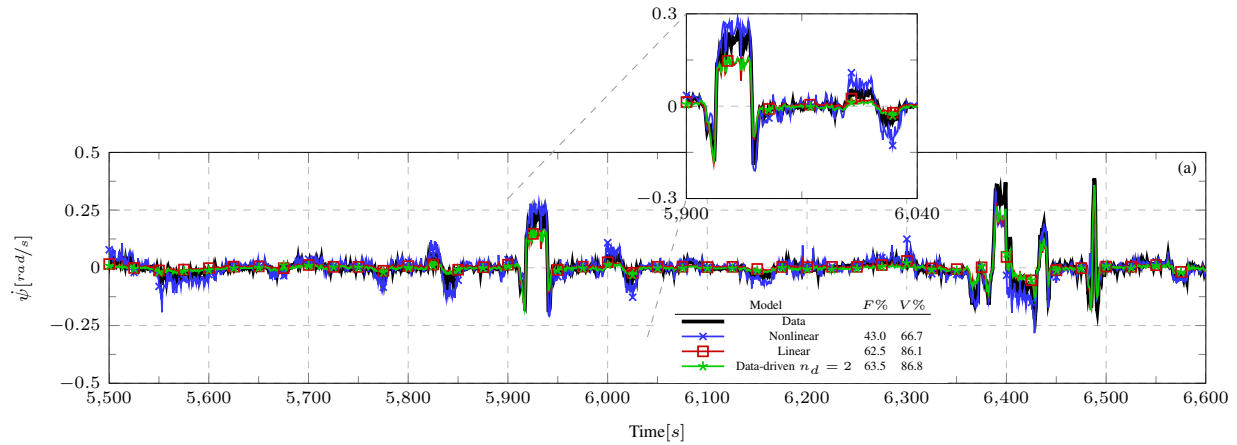 0.3
0
−0.3
5,900 6,040
(a)
0.5
0.25
0
−0.25
−0.5
ψ̇ [rad/s]
Model F% V%
Data
Nonlinear 43.0 66.7
Linear 62.5 86.1
Data-driven n_d = 2 63.5 86.8
5,500 5,600 5,700 5,800 5,900 6,000 6,100 6,200 6,300 6,400 6,500 6,600
Time[s]